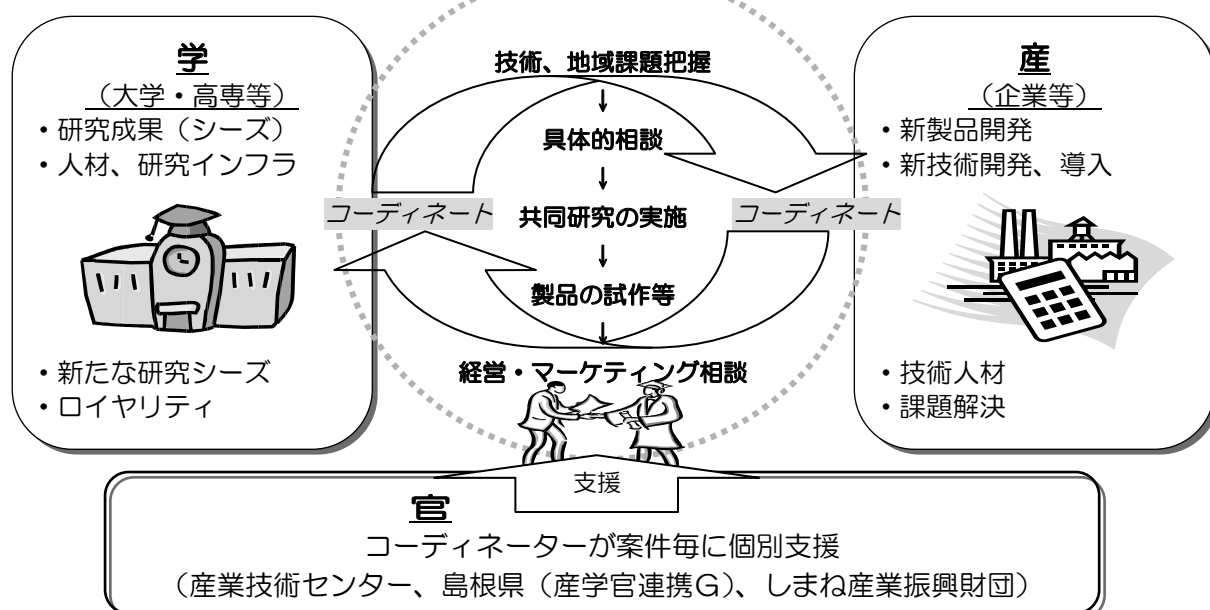 学
（大学・高専等）
・研究成果（シーズ）
・人材、研究インフラ
・新たな研究シーズ
・ロイヤリティ
技術、地域課題把握
具体的相談
コーディネート
共同研究の実施
コーディネート
製品の試作等
経営・マーケティング相談
産
（企業等）
・新製品開発
・新技術開発、導入
・技術人材
・課題解決
支援
官
コーディネーターが案件毎に個別支援
（産業技術センター、島根県（産学官連携G）、しまね産業振興財団）